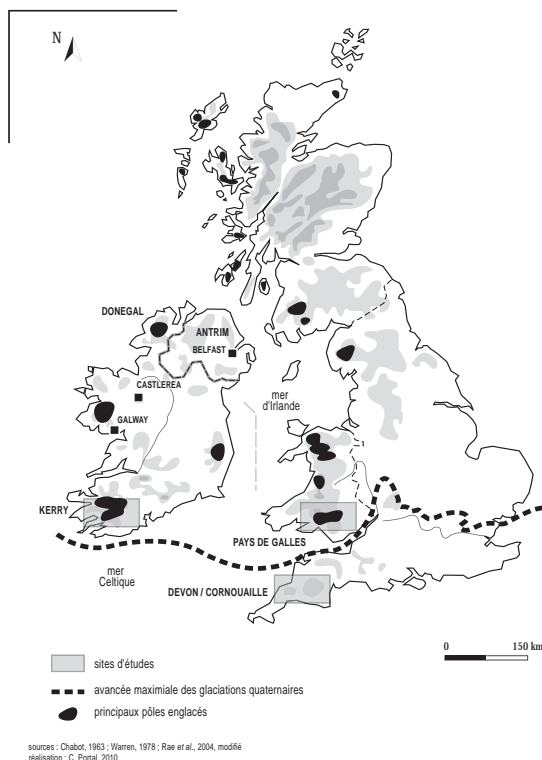 N
DONEGAL
ANTRIM
BELFAST
CASTLEREA
GALWAY
mer
d'Irlande
KERRY
PAYS DE GALLES
mer
Celtique
DEVON / CORNOUAILLE
0 150 km
sites d'études
avancée maximiale des glaciations quaternaires
principaux pôles englacés
sources : Chabot, 1963 ; Warren, 1978 ; Rae et al., 2004, modifié
réalisation : C. Portal, 2010